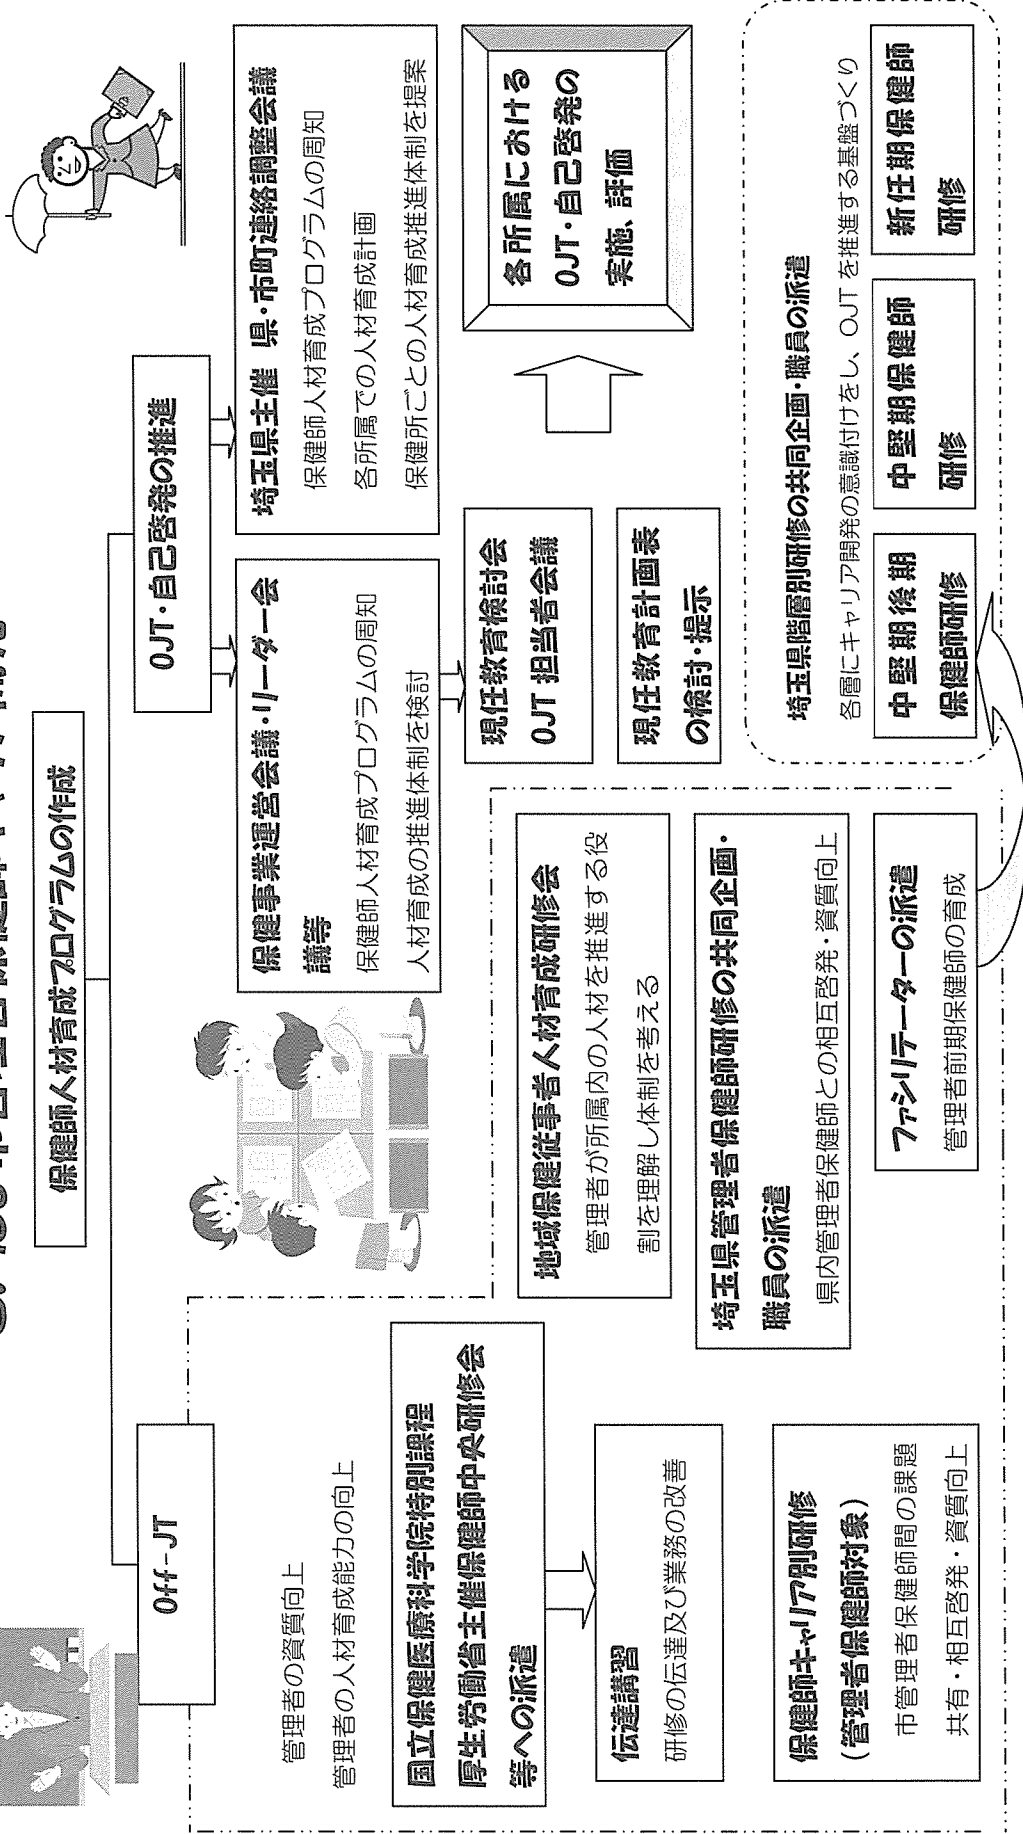 保健師人材育成プログラムの作成
Off-JT
管理者の資質向上
管理者の人材育成能力の向上
国立保健医療科学院特別課程
厚生労働省主催保健師中央研修会
等への派遣
伝達講習
研修の伝達及び業務の改善
保健師キャリア別研修
(管理者保健師対象)
市管理者保健師間の課題
共有・相互啓発・資質向上
地域保健従事者人材育成研修会
管理者が所属内の人材を推進する役
割を理解し体制を考える
埼玉県管理者保健師研修の共同企画・
職員の派遣
県内管理者保健師との相互啓発・資質向上
ファシリテーターの派遣
管理者前期保健師の育成
OJT・自己啓発の推進
保健事業運営会議・リーダー会
議等
保健師人材育成プログラムの周知
人材育成の推進体制を検討
現任教育検討会
OJT 担当者会議
現任教育計画表
の検討・提示
埼玉県主催 県・市町連絡調整会議
保健師人材育成プログラムの周知
各所属での人材育成計画
保健所ごとの人材育成推進体制を提案
各所属における
OJT・自己啓発の
実施、評価
埼玉県階層別研修の共同企画・職員の派遣
各層にキャリア開発の意識付けをし、OJT を推進する基盤づくり
中堅期後期
保健師研修
中堅期保健師
研修
新任期保健師
研修